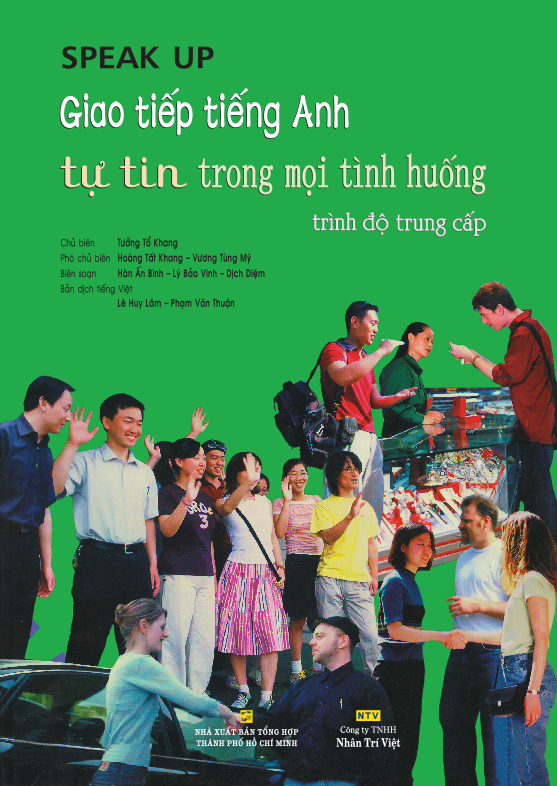 SPEAK UP
Giao tiếp tiếng Anh
tự tin trong mọi tình huống
trình độ trung cấp
Chủ biên Tưởng Tổ Khang
Phó chủ biên Hoàng Tất Khang – Vương Tùng Mỹ
Biên soạn Hàn Ấn Bình – Lý Bảo Vinh – Dịch Diệm
Bản dịch tiếng Việt
Lê Huy Lâm – Phạm Văn Thuận
3
NHÀ XUẤT BẢN TỔNG HỢP
THÀNH PHỐ HỒ CHÍ MINH
NTV
Công ty TNHH
Nhân Trí Việt